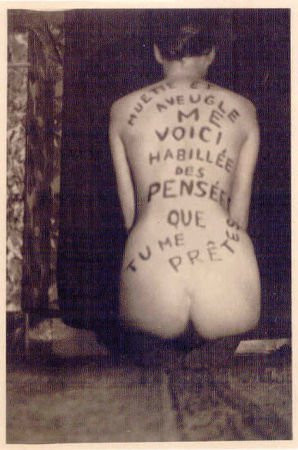 MUETTE ET
AVEUGLE
ME
VOICI
HABILLÉE
DES
PENSÉES
QUE
TU ME
PRÊTES